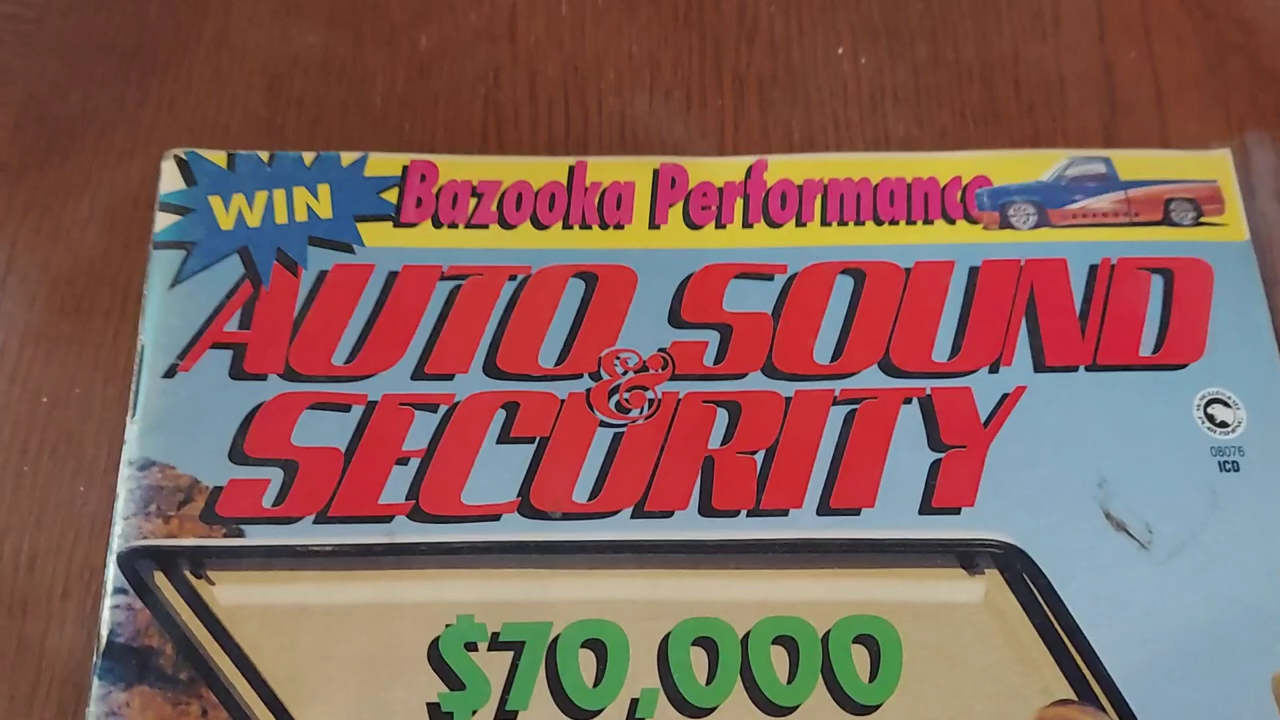 WIN Bazooka Performance
AUTO SOUND
&
SECURITY
08076
ICD
$70,000